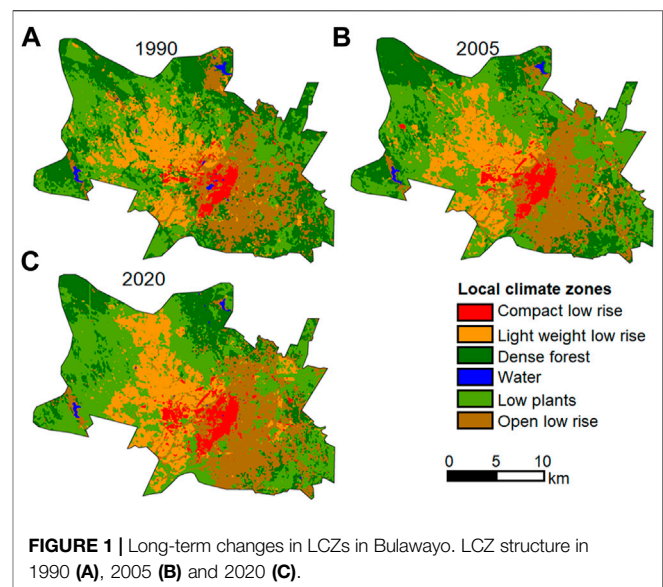 A
1990
B
2005
C
2020
Local climate zones
Compact low rise
Light weight low rise
Dense forest
Water
Low plants
Open low rise
0 5 10
km
FIGURE 1 | Long-term changes in LCZs in Bulawayo. LCZ structure in
1990 (A), 2005 (B) and 2020 (C).